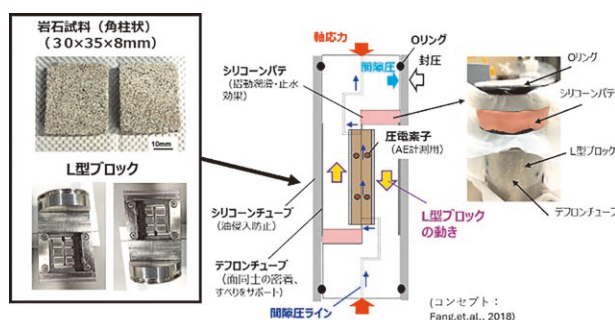 岩石試料（角柱状）
（３０×３５×８mm）
10mm
L型ブロック
軸応力
間隙圧
Oリング
封圧
シリコーンパテ
（摺動潤滑・止水
効果）
圧電素子
（AE計測用）
シリコーンチューブ
（油侵入防止）
L型ブロック
の動き
テフロンチューブ
（面同士の密着、
すべりをサポート）
間隙圧ライン
Oリング
シリコーンパテ
L型ブロック
テフロンチューブ
（コンセプト：
Fang.et.al., 2018)